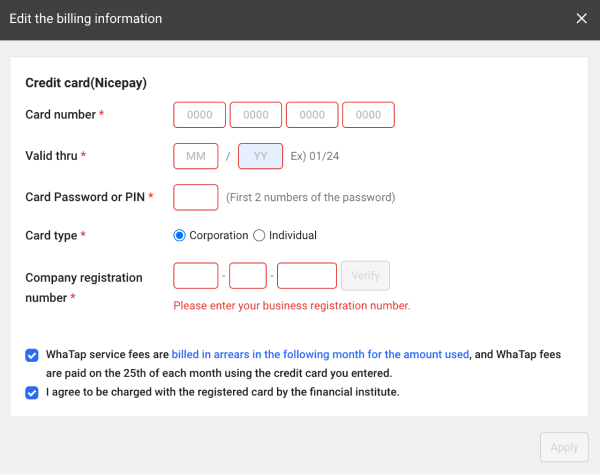 Edit the billing information
Credit card(Nicepay)
Card number * 0000 0000 0000 0000
Valid thru * MM / YY Ex) 01/24
Card Password or PIN * (First 2 numbers of the password)
Card type * Corporation Individual
Company registration
number * - - Verify
Please enter your business registration number.
WhaTap service fees are billed in arrears in the following month for the amount used, and WhaTap fees
are paid on the 25th of each month using the credit card you entered.
I agree to be charged with the registered card by the financial institute.
Apply